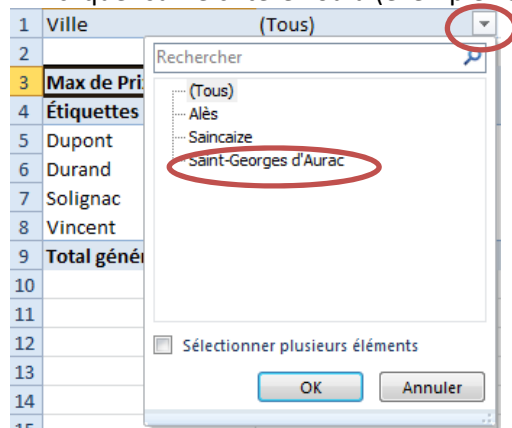 1 Ville (Tous)
2
Rechercher
3 Max de Pri
(Tous)
4 Étiquettes
Alès
5 Dupont
Saincaize
6 Durand
Saint-Georges d'Aurac
7 Solignac
8 Vincent
9 Total géné
10
11
12
Sélectionner plusieurs éléments
13
OK Annuler
14